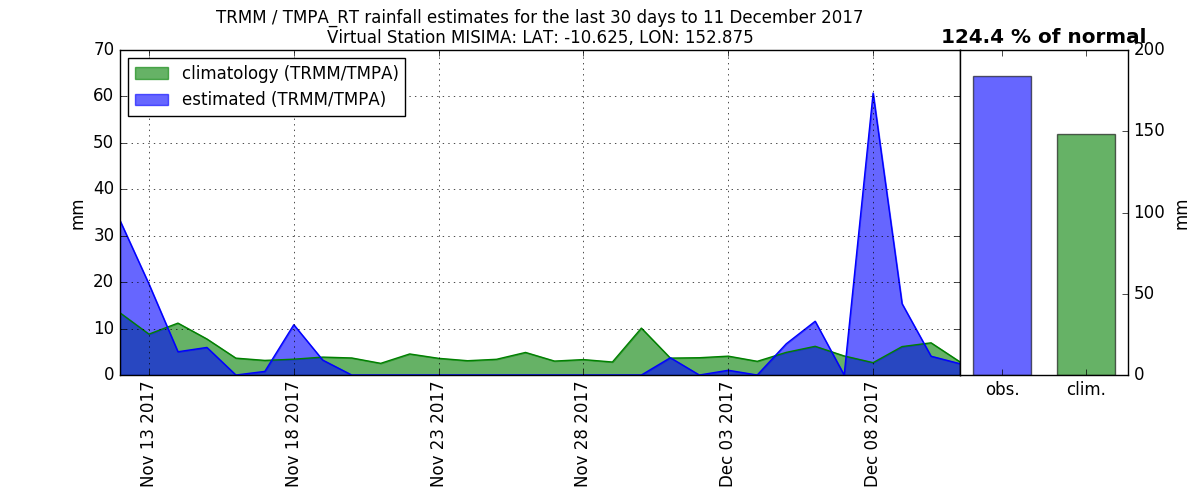 TRMM / TMPA_RT rainfall estimates for the last 30 days to 11 December 2017
Virtual Station MISIMA: LAT: -10.625, LON: 152.875
124.4 % of normal
climatology (TRMM/TMPA)
estimated (TRMM/TMPA)
mm
70
60
50
40
30
20
10
0
Nov 13 2017
Nov 18 2017
Nov 23 2017
Nov 28 2017
Dec 03 2017
Dec 08 2017
obs.
clim.
200
150
100
50
0
mm